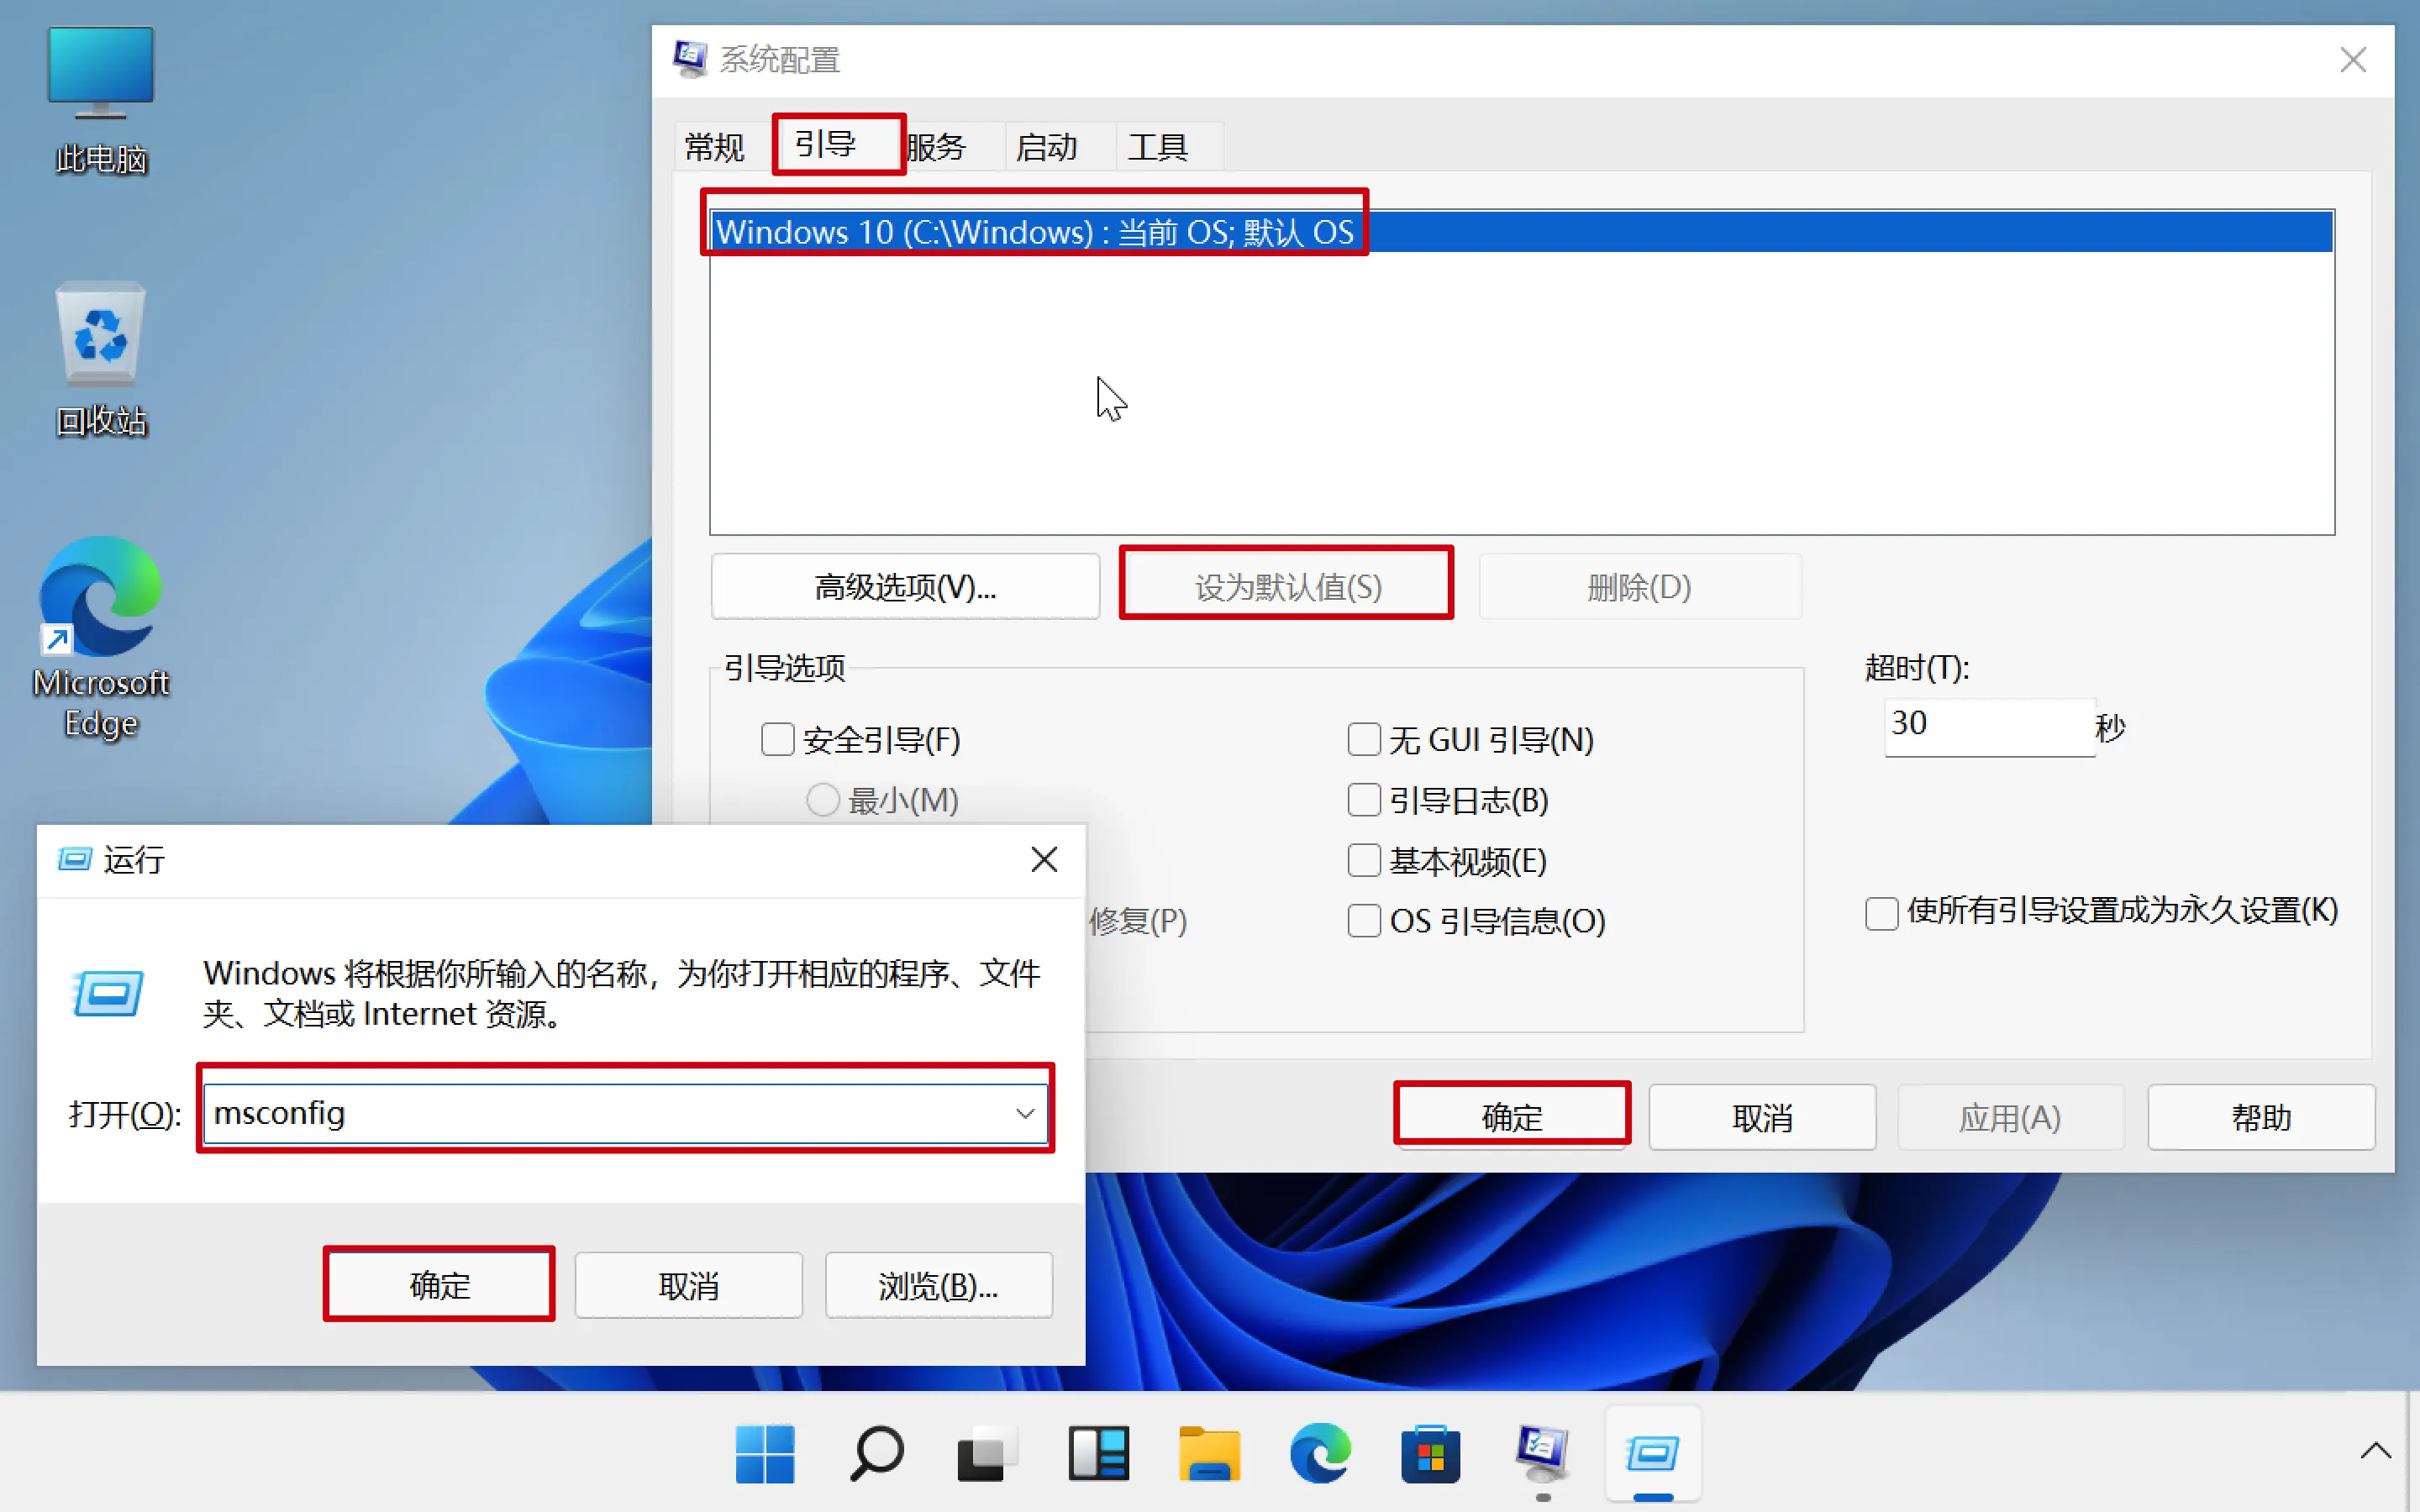 此电脑
回收站
Microsoft
Edge
系统配置
常规
引导
服务
启动
工具
Windows 10 (C:\Windows) : 当前 OS; 默认 OS
高级选项(V)...
设为默认值(S)
删除(D)
引导选项
超时(T):
安全引导(F)
无 GUI 引导(N)
30
秒
最小(M)
引导日志(B)
基本视频(E)
修复(P)
OS 引导信息(O)
使所有引导设置成为永久设置(K)
确定
取消
应用(A)
帮助
运行
Windows 将根据你所输入的名称，为你打开相应的程序、文件
夹、文档或 Internet 资源。
打开(O):
msconfig
确定
取消
浏览(B)...